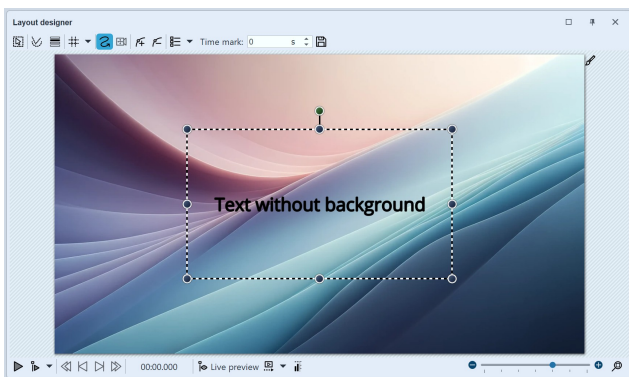 Layout designer
Time mark: 0 s
Text without background
00:00.000 Live preview